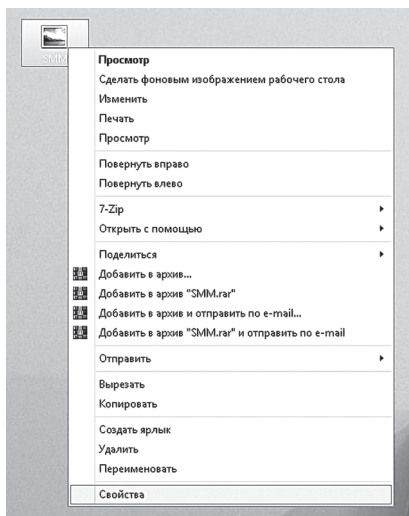 SMM
Просмотр
Сделать фоновым изображением рабочего стола
Изменить
Печать
Просмотр
Повернуть вправо
Повернуть влево
7-Zip
Открыть с помощью
Поделиться
Добавить в архив...
Добавить в архив "SMM.rar"
Добавить в архив и отправить по e-mail...
Добавить в архив "SMM.rar" и отправить по e-mail
Отправить
Вырезать
Копировать
Создать ярлык
Удалить
Переименовать
Свойства